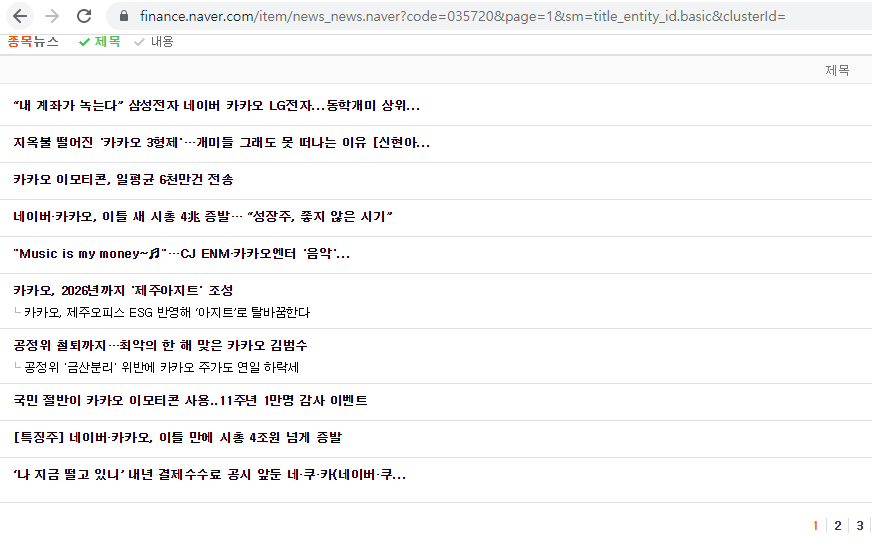 finance.naver.com/item/news_news.naver?code=035720&page=1&sm=title_entity_id.basic&clusterId=
종목뉴스 제목 내용
제목
“내 계좌가 녹는다” 삼성전자 네이버 카카오 LG전자...동학개미 상위...
지옥불 떨어진 '카카오 3형제'…개미들 그래도 못 떠나는 이유 [신현아...
카카오 이모티콘, 일평균 6천만건 전송
네이버·카카오, 이틀 새 시총 4兆 증발… “성장주, 좋지 않은 시기”
"Music is my money~♬"…CJ ENM·카카오엔터 '음악'...
카카오, 2026년까지 '제주아지트' 조성
└ 카카오, 제주오피스 ESG 반영해 ‘아지트’로 탈바꿈한다
공정위 철퇴까지…최악의 한 해 맞은 카카오 김범수
└ 공정위 '금산분리' 위반에 카카오 주가도 연일 하락세
국민 절반이 카카오 이모티콘 사용..11주년 1만명 감사 이벤트
[특징주] 네이버·카카오, 이틀 만에 시총 4조원 넘게 증발
‘나 지금 떨고 있니’ 내년 결제수수료 공시 앞둔 네·쿠·카(네이버·쿠...
1 2 3